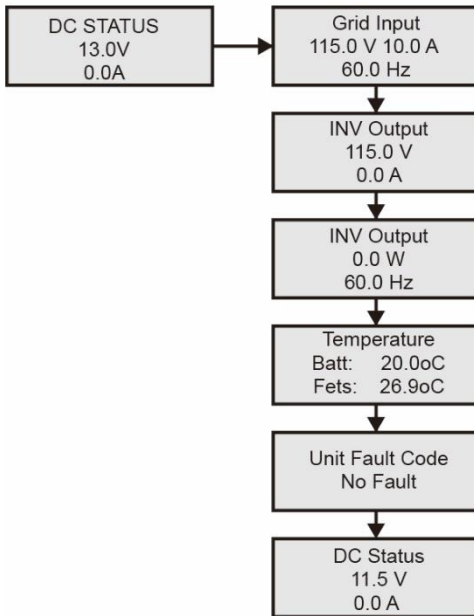 DC STATUS
13.0V
0.0A
Grid Input
115.0 V 10.0 A
60.0 Hz
INV Output
115.0 V
0.0 A
INV Output
0.0 W
60.0 Hz
Temperature
Batt: 20.0oC
Fets: 26.9oC
Unit Fault Code
No Fault
DC Status
11.5 V
0.0 A